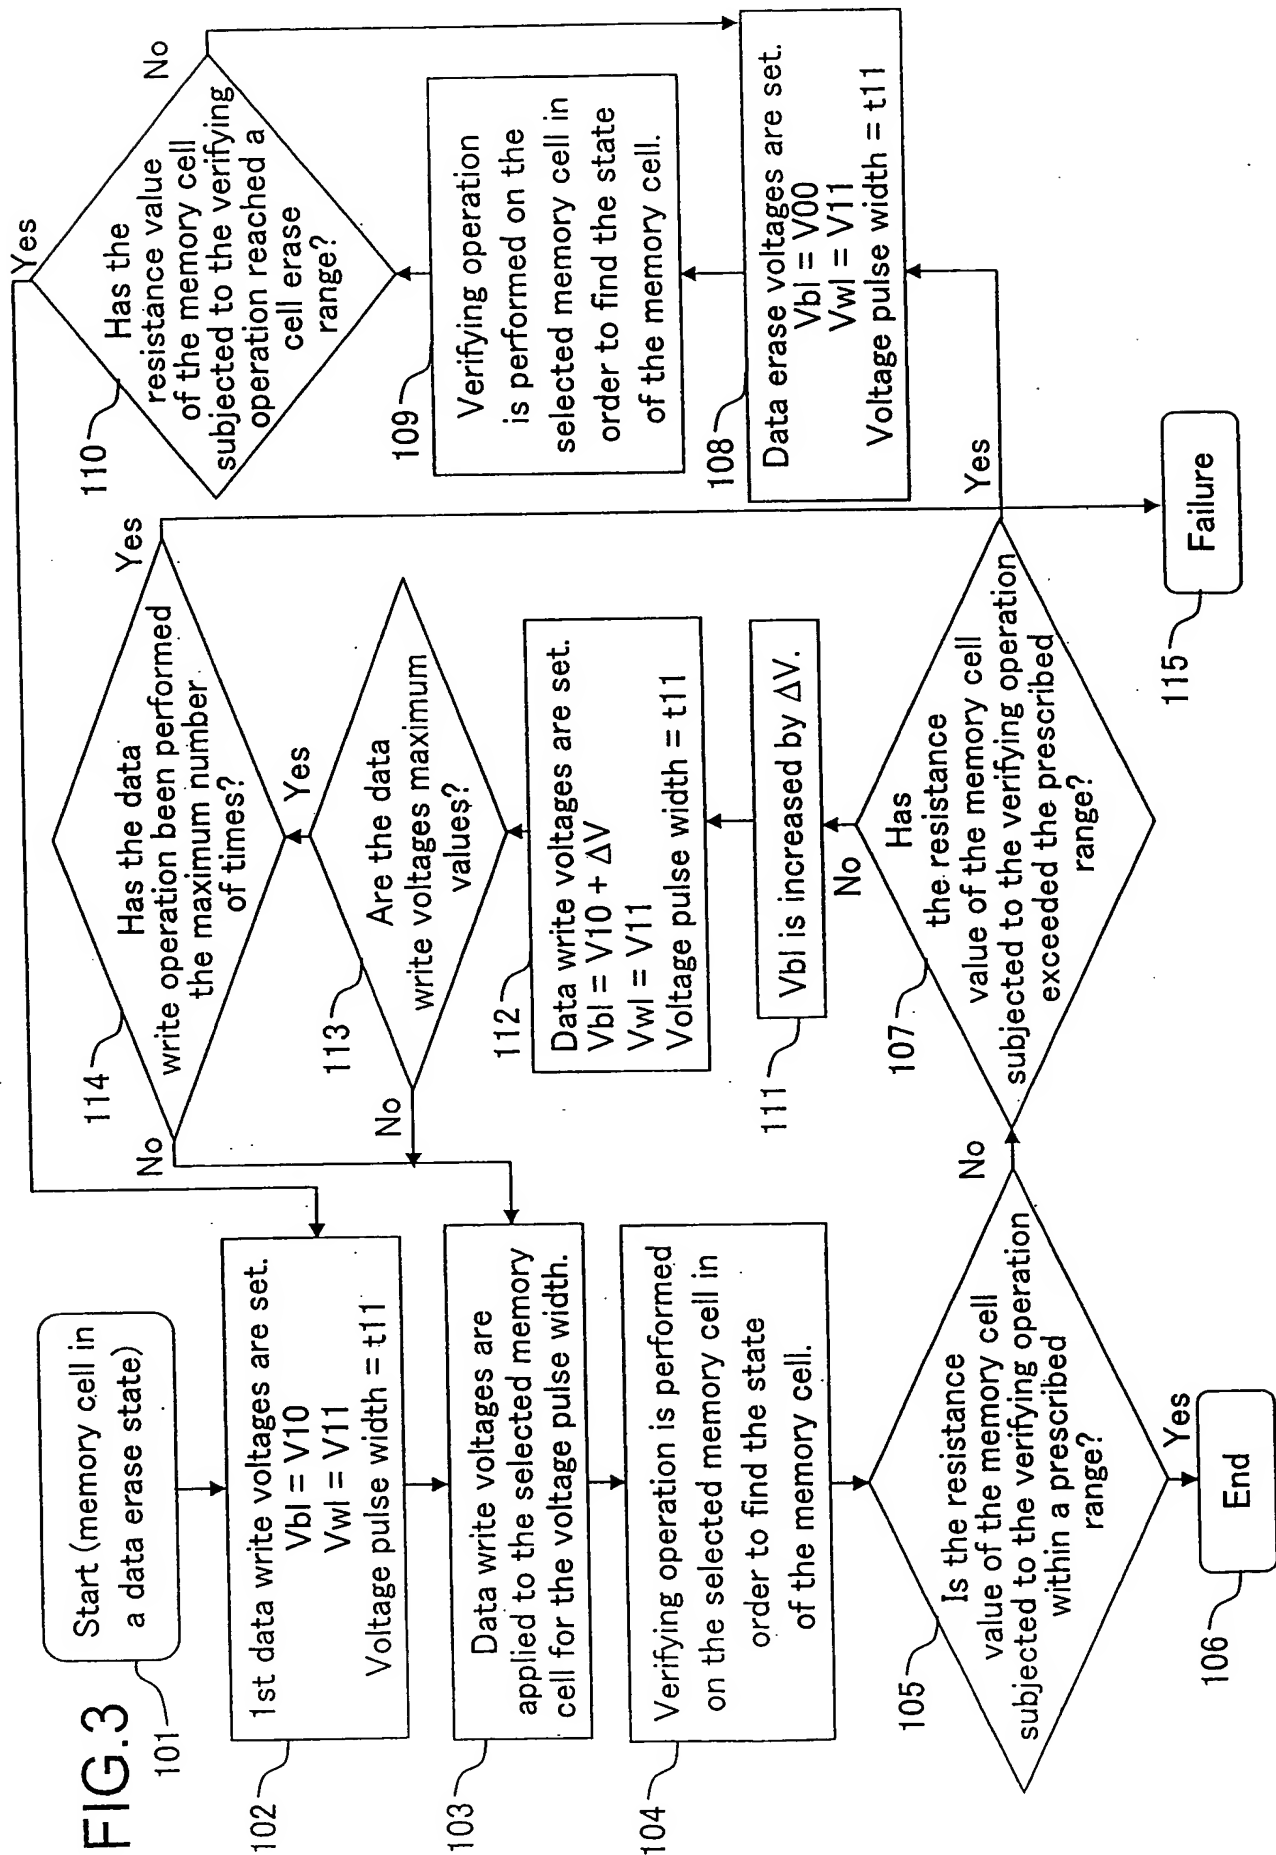 FIG.3
101
Start (memory cell in
a data erase state)
102
1st data write voltages are set.
Vbl = V10
Vwl = V11
Voltage pulse width = t11
103
Data write voltages are
applied to the selected memory
cell for the voltage pulse width.
104
Verifying operation is performed
on the selected memory cell in
order to find the state
of the memory cell.
105
Is the resistance
value of the memory cell
subjected to the verifying operation
within a prescribed
range?
Yes
No
106
End
107
Has
the resistance
value of the memory cell
subjected to the verifying operation
exceeded the prescribed
range?
No
Yes
111
Vbl is increased by ΔV.
112
Data write voltages are set.
Vbl = V10 + ΔV
Vwl = V11
Voltage pulse width = t11
113
Are the data
write voltages maximum
values?
No
Yes
114
Has the data
write operation been performed
the maximum number
of times?
No
Yes
115
Failure
108
Data erase voltages are set.
Vbl = V00
Vwl = V11
Voltage pulse width = t11
109
Verifying operation
is performed on the
selected memory cell in
order to find the state
of the memory cell.
110
Has the
resistance value
of the memory cell
subjected to the verifying
operation reached a
cell erase
range?
Yes
No